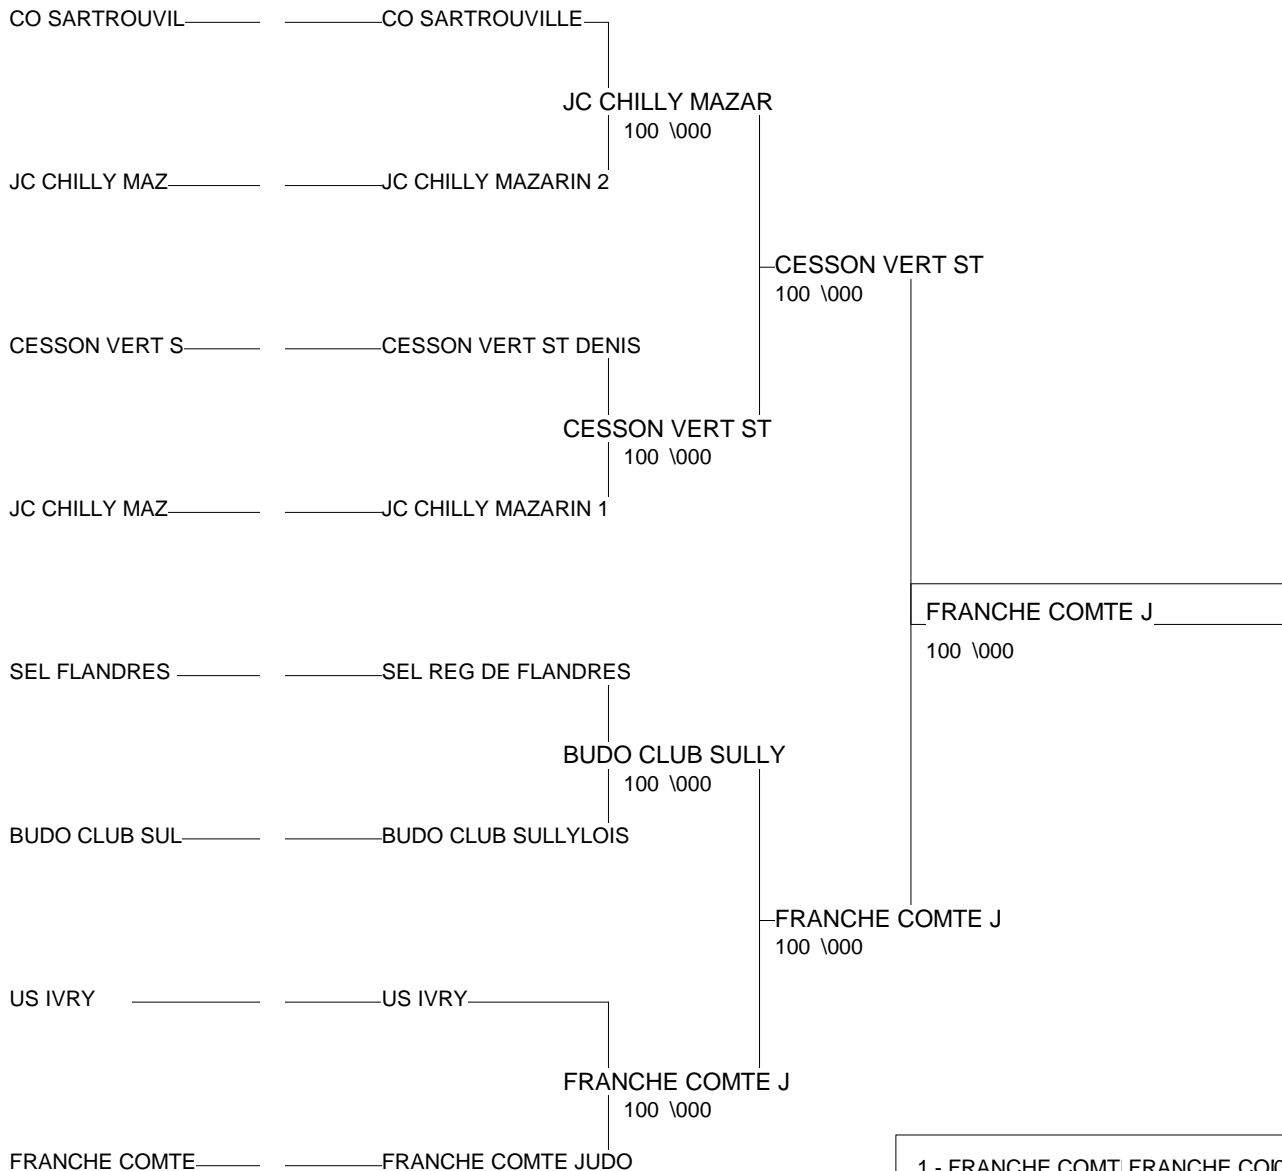 CO SARTROUVIL CO SARTROUVILLE
JC CHILLY MAZAR
100 \000
JC CHILLY MAZ JC CHILLY MAZARIN 2
CESSON VERT ST
100 \000
CESSON VERT S CESSON VERT ST DENIS
CESSON VERT ST
100 \000
JC CHILLY MAZ JC CHILLY MAZARIN 1
FRANCHE COMTE J
100 \000
SEL FLANDRES SEL REG DE FLANDRES
BUDO CLUB SULLY
100 \000
BUDO CLUB SUL BUDO CLUB SULLYLOIS
FRANCHE COMTE J
100 \000
US IVRY US IVRY
FRANCHE COMTE J
100 \000
FRANCHE COMTE FRANCHE COMTE JUDO
1 - FRANCHE COMT FRANCHE